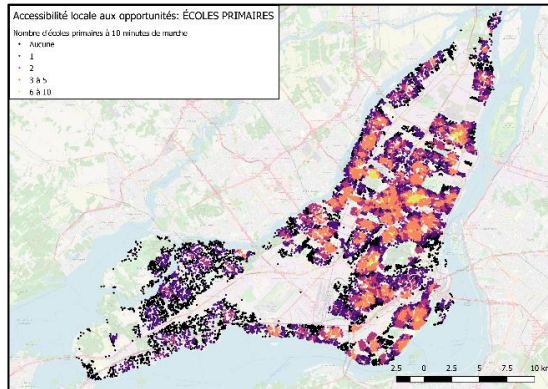 Accessibilité locale aux opportunités: ÉCOLES PRIMAIRES
Nombre d'écoles primaires à 10 minutes de marche
Aucune
1
2
3 à 5
6 à 10
2.5 0 2.5 5 7.5 10 km